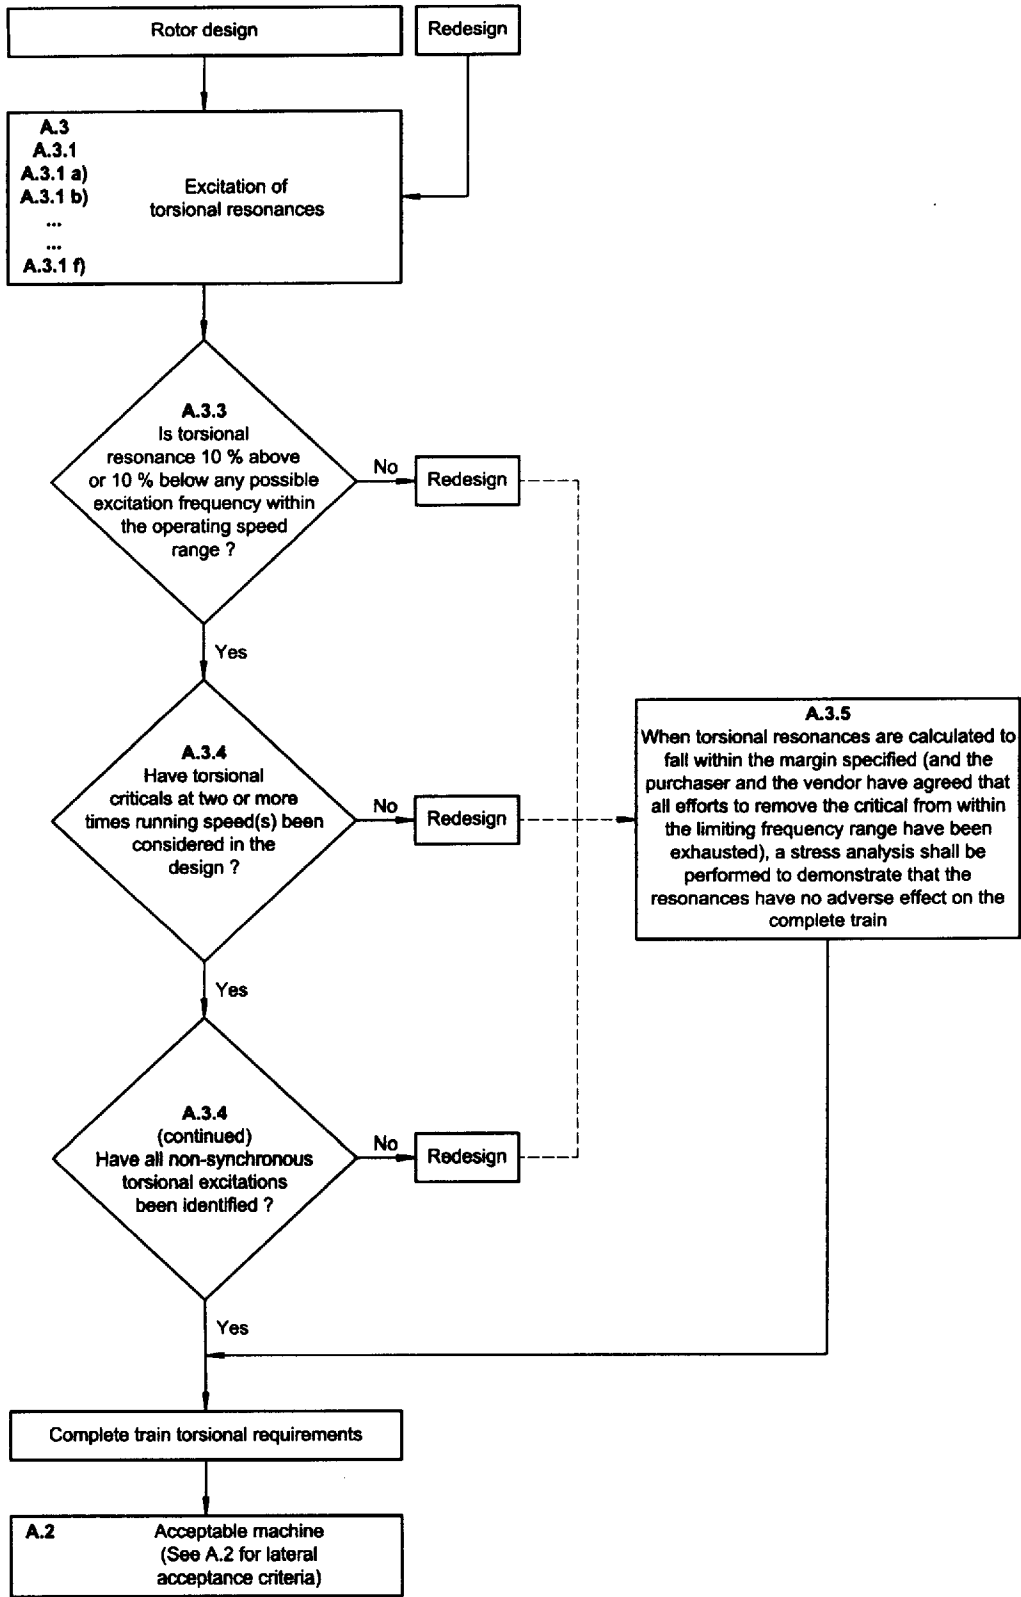 Rotor design
Redesign
A.3
A.3.1
A.3.1 a)
A.3.1 b)
...
...
A.3.1 f)
Excitation of
torsional resonances
A.3.3
Is torsional
resonance 10 % above
or 10 % below any possible
excitation frequency within
the operating speed
range ?
No
Redesign
Yes
A.3.4
Have torsional
criticals at two or more
times running speed(s) been
considered in the
design ?
No
Redesign
A.3.5
When torsional resonances are calculated to
fall within the margin specified (and the
purchaser and the vendor have agreed that
all efforts to remove the critical from within
the limiting frequency range have been
exhausted), a stress analysis shall be
performed to demonstrate that the
resonances have no adverse effect on the
complete train
Yes
A.3.4
(continued)
Have all non-synchronous
torsional excitations
been identified ?
No
Redesign
Yes
Complete train torsional requirements
A.2
Acceptable machine
(See A.2 for lateral
acceptance criteria)